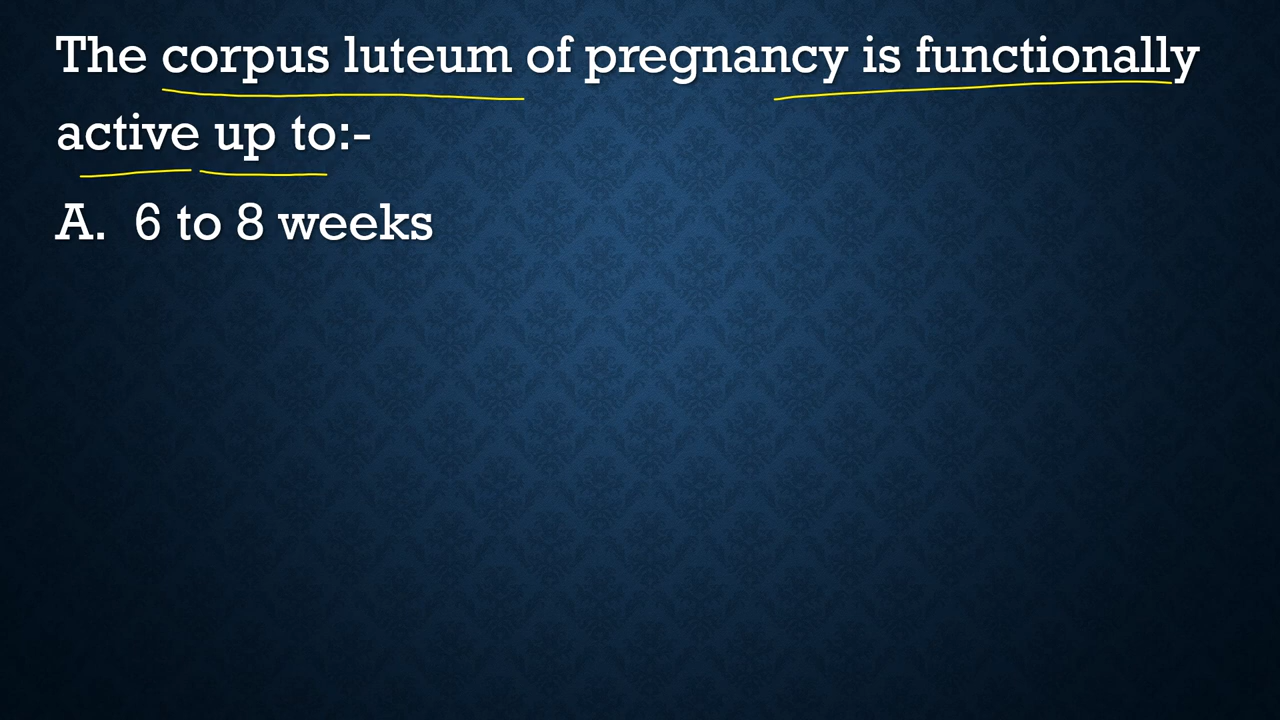 The corpus luteum of pregnancy is functionally
active up to:-
A. 6 to 8 weeks